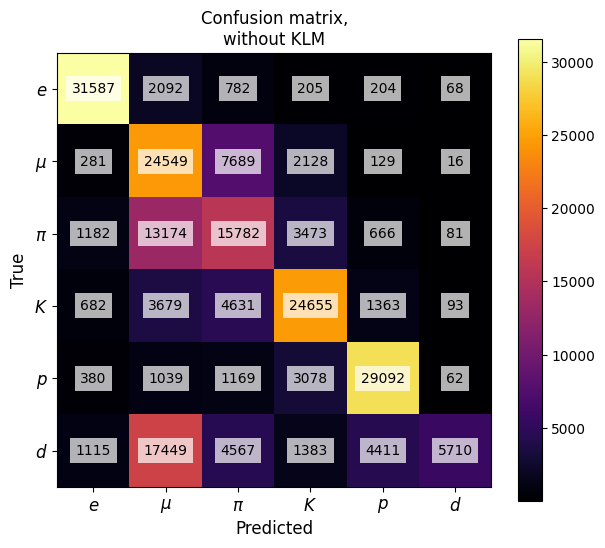 Confusion matrix,
without KLM
True
e 31587 2092 782 205 204 68
μ 281 24549 7689 2128 129 16
π 1182 13174 15782 3473 666 81
K 682 3679 4631 24655 1363 93
p 380 1039 1169 3078 29092 62
d 1115 17449 4567 1383 4411 5710
e μ π K p d
Predicted
30000
25000
20000
15000
10000
5000